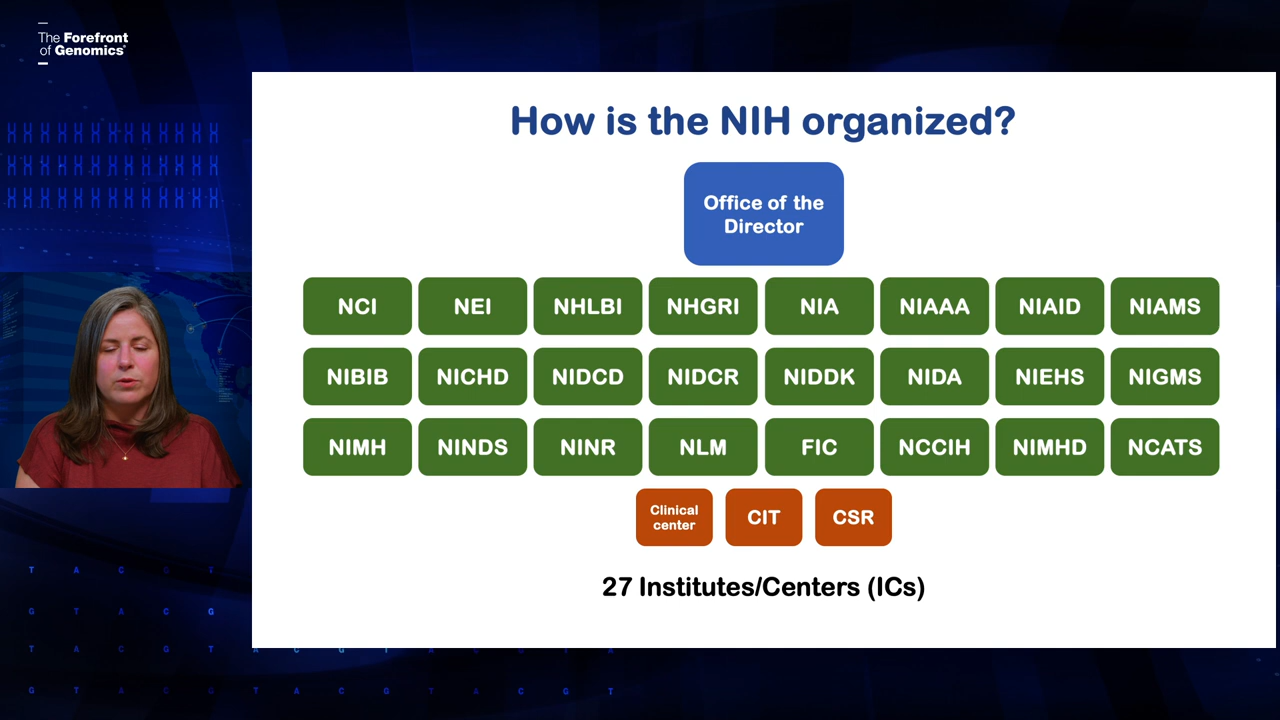 The Forefront
of Genomics®
How is the NIH organized?
Office of the
Director
NCI NEI NHLBI NHGRI NIA NIAAA NIAID NIAMS
NIBIB NICHD NIDCD NIDCR NIDDK NIDA NIEHS NIGMS
NIMH NINDS NINR NLM FIC NCCIH NIMHD NCATS
Clinical
center
CIT CSR
27 Institutes/Centers (ICs)
T A C G T
G T A C G
T A C G T A C G T A C G T A
G T A C G T A C G T A C G T